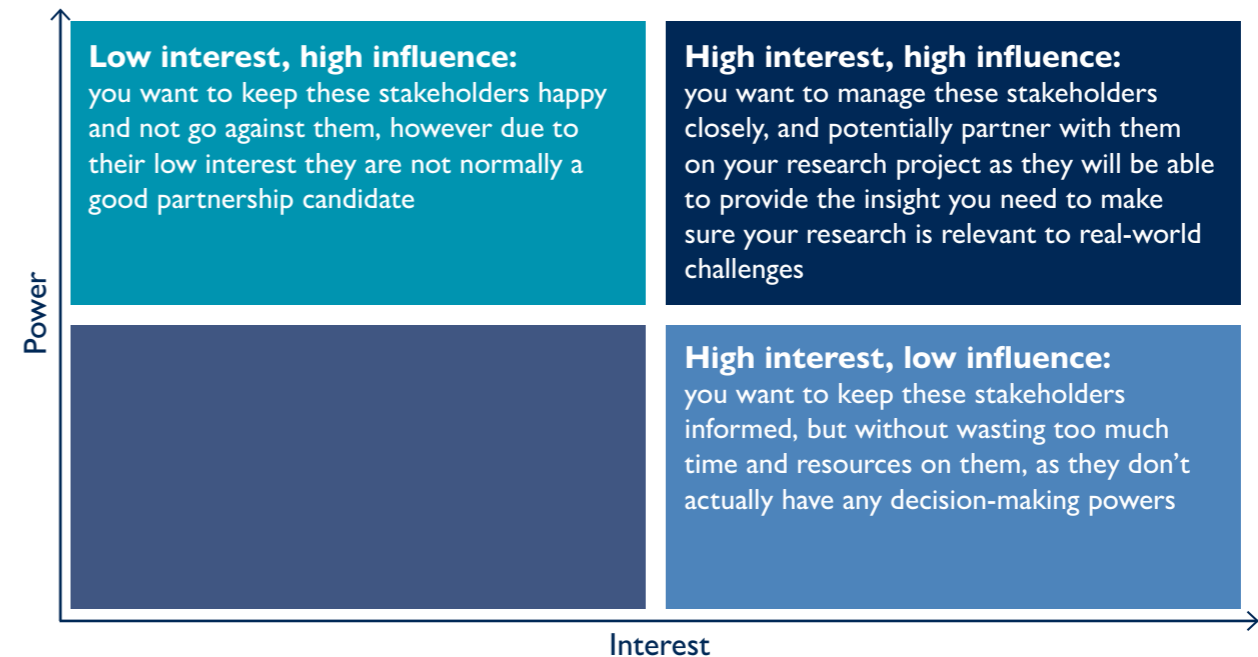 Low interest, high influence:
you want to keep these stakeholders happy
and not go against them, however due to
their low interest they are not normally a
good partnership candidate
High interest, high influence:
you want to manage these stakeholders
closely, and potentially partner with them
on your research project as they will be able
to provide the insight you need to make
sure your research is relevant to real-world
challenges
Power
High interest, low influence:
you want to keep these stakeholders
informed, but without wasting too much
time and resources on them, as they don’t
actually have any decision-making powers
Interest